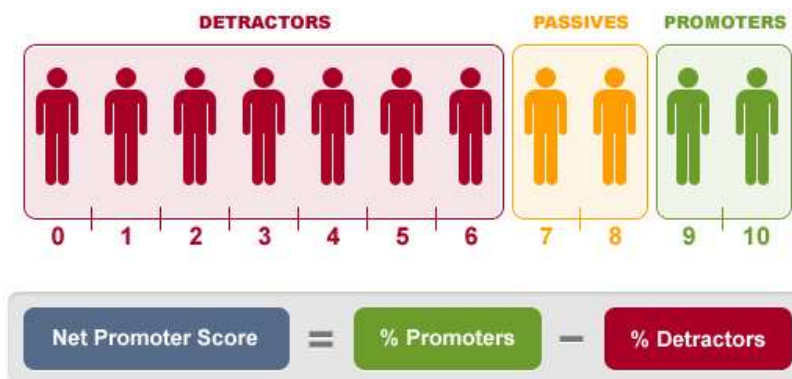 DETRACTORS PASSIVES PROMOTERS
0 1 2 3 4 5 6 7 8 9 10
Net Promoter Score = % Promoters − % Detractors